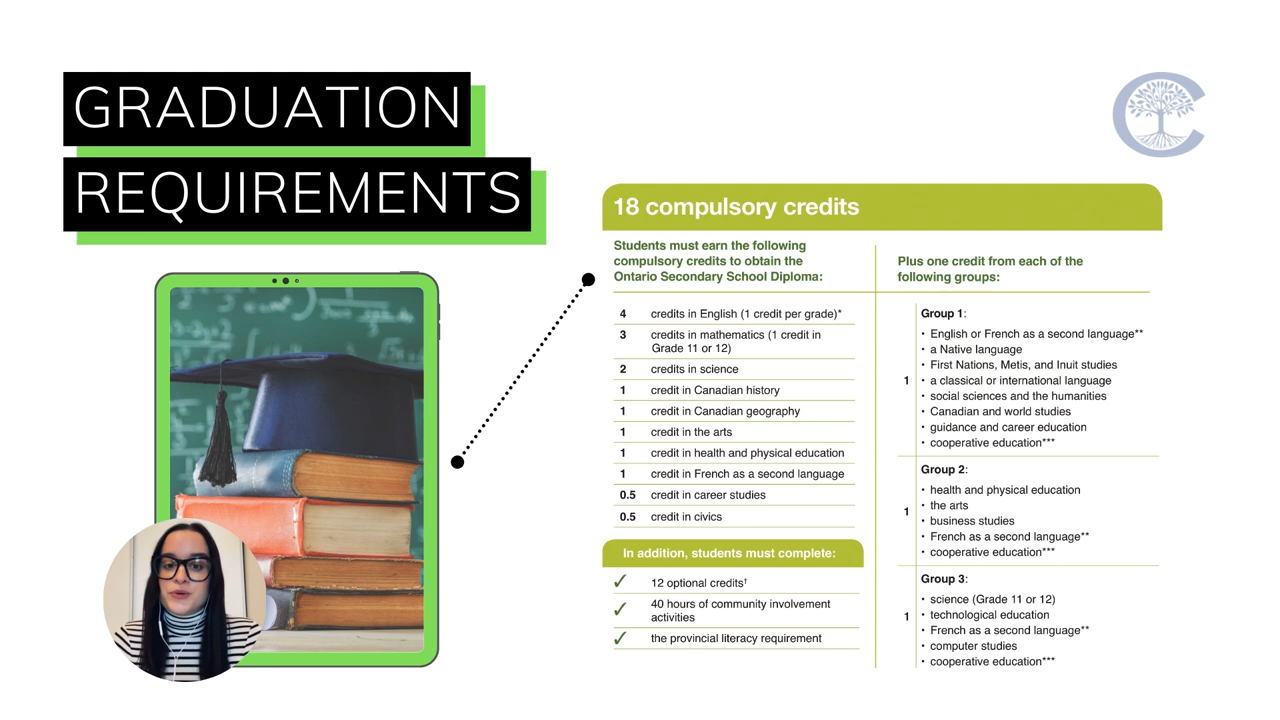 GRADUATION
REQUIREMENTS
C
18 compulsory credits
Students must earn the following
compulsory credits to obtain the
Ontario Secondary School Diploma:
4 credits in English (1 credit per grade)*
3 credits in mathematics (1 credit in
Grade 11 or 12)
2 credits in science
1 credit in Canadian history
1 credit in Canadian geography
1 credit in the arts
1 credit in health and physical education
1 credit in French as a second language
0.5 credit in career studies
0.5 credit in civics
In addition, students must complete:
✓ 12 optional credits†
✓ 40 hours of community involvement
activities
✓ the provincial literacy requirement
Plus one credit from each of the
following groups:
Group 1:
• English or French as a second language**
• a Native language
• First Nations, Metis, and Inuit studies
1 • a classical or international language
• social sciences and the humanities
• Canadian and world studies
• guidance and career education
• cooperative education***
Group 2:
• health and physical education
1 • the arts
• business studies
• French as a second language**
• cooperative education***
Group 3:
• science (Grade 11 or 12)
1 • technological education
• French as a second language**
• computer studies
• cooperative education***